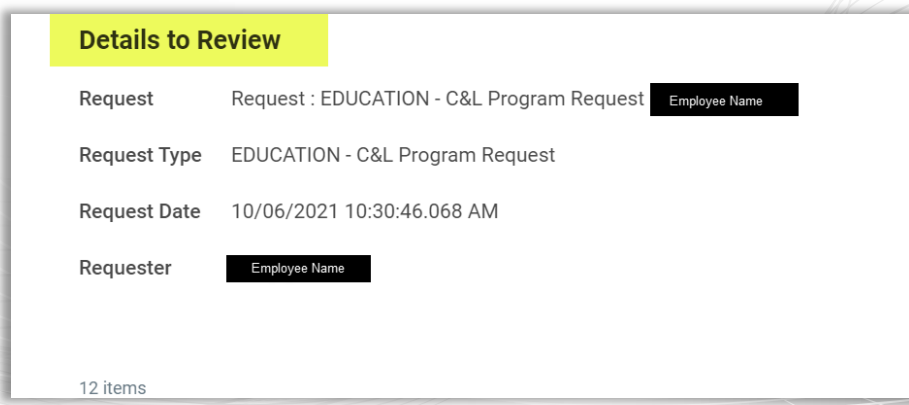 Details to Review
Request Request : EDUCATION - C&L Program Request Employee Name
Request Type EDUCATION - C&L Program Request
Request Date 10/06/2021 10:30:46.068 AM
Requester Employee Name
12 items